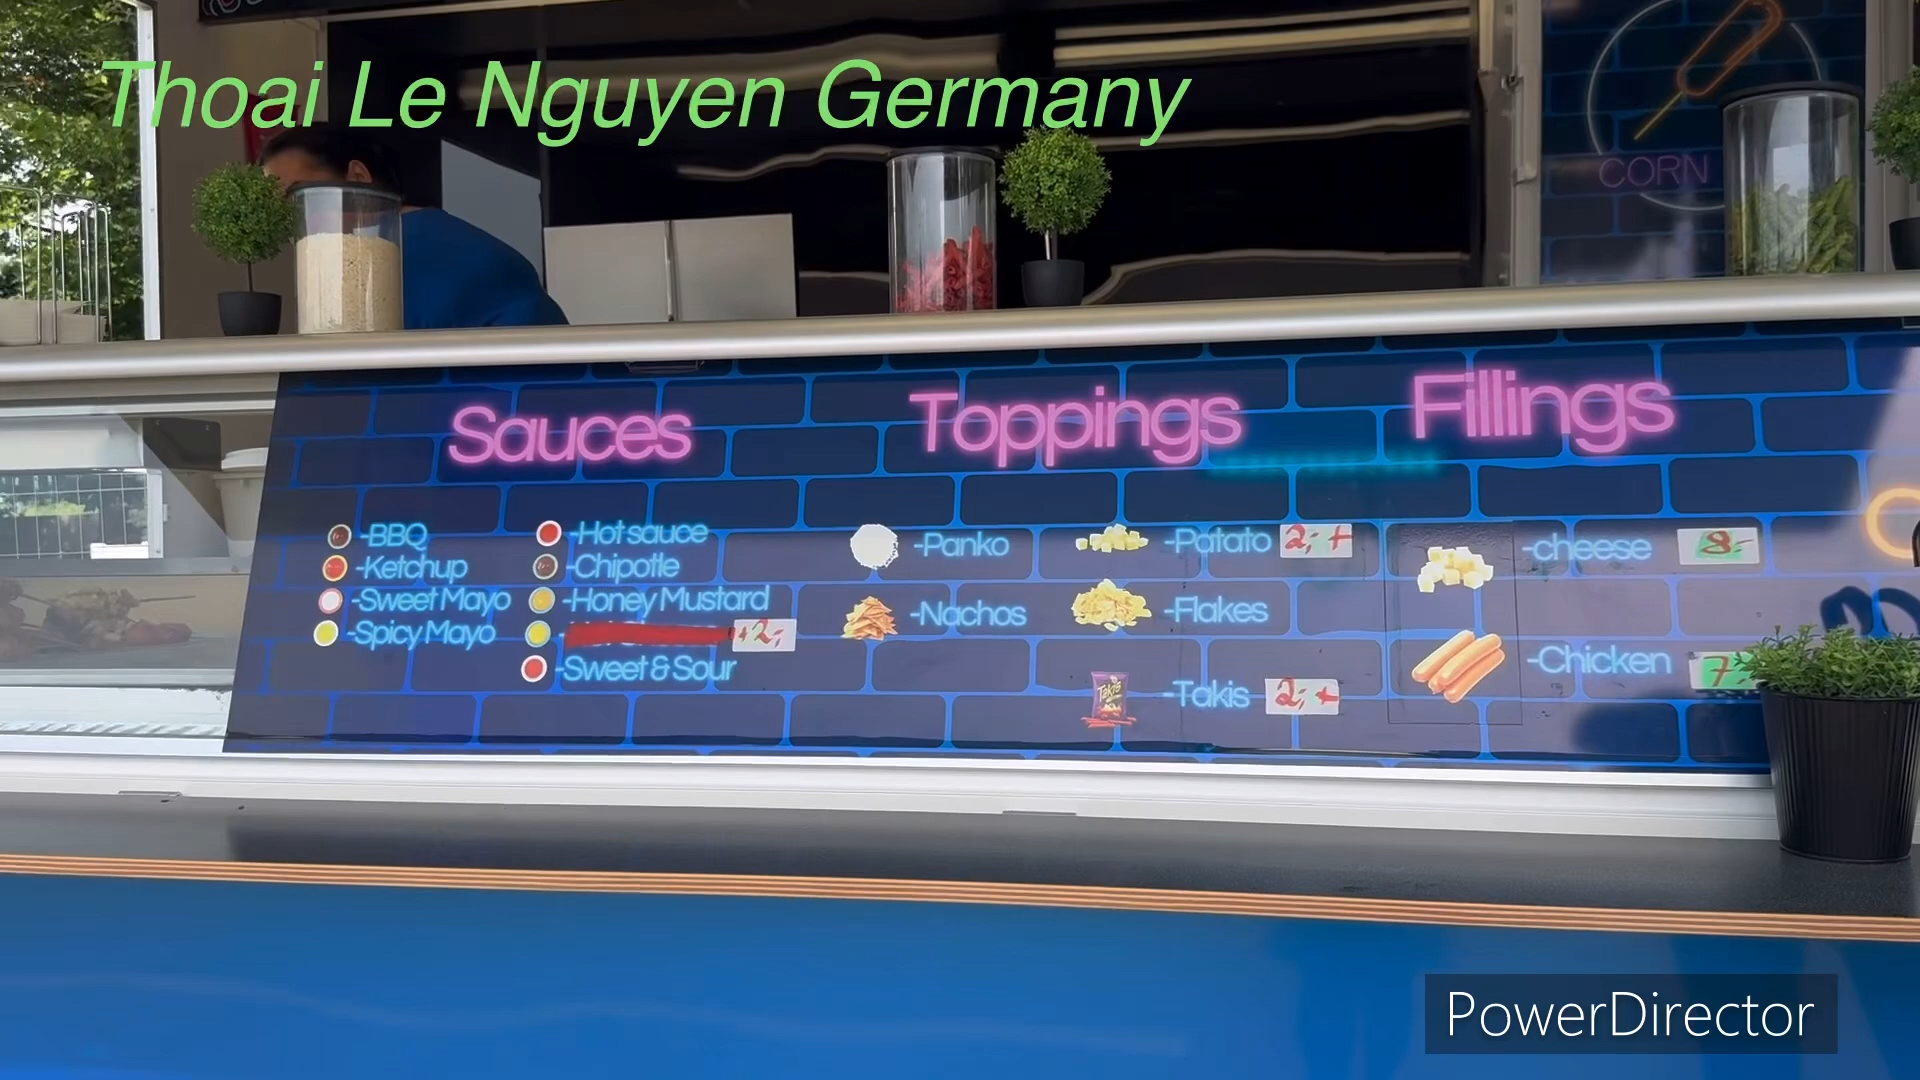 Thoai Le Nguyen Germany
CORN
Sauces
-BBQ
-Ketchup
-Sweet Mayo
-Spicy Mayo
-Hot sauce
-Chipotle
-Honey Mustard
+2,-
-Sweet & Sour
Toppings
-Panko
-Nachos
-Patato 2,- +
-Flakes
Takis
-Takis 2,- +
Fillings
-cheese 8,-
-Chicken 7,-
PowerDirector